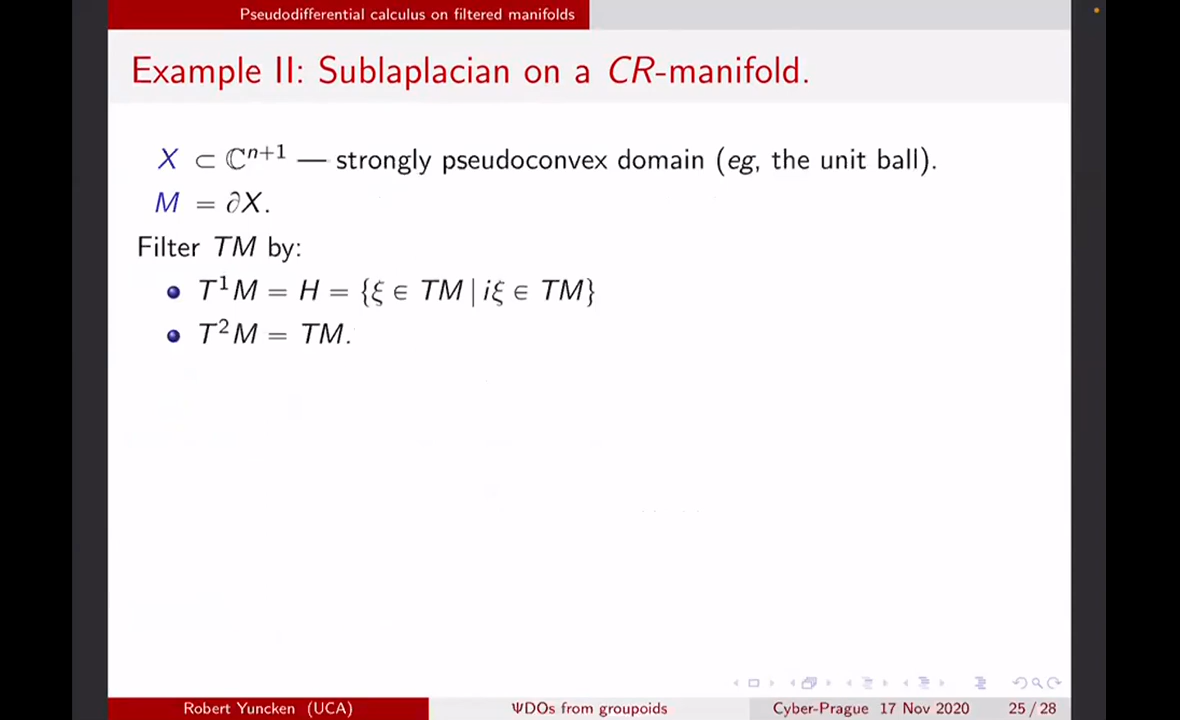 Pseudodifferential calculus on filtered manifolds
Example II: Sublaplacian on a CR-manifold.
X ⊂ ℂⁿ⁺¹ — strongly pseudoconvex domain (eg, the unit ball).
M = ∂X.
Filter TM by:
T¹M = H = {ξ ∈ TM | iξ ∈ TM}
T²M = TM.
Robert Yuncken (UCA) ΨDOs from groupoids Cyber-Prague 17 Nov 2020 25 / 28